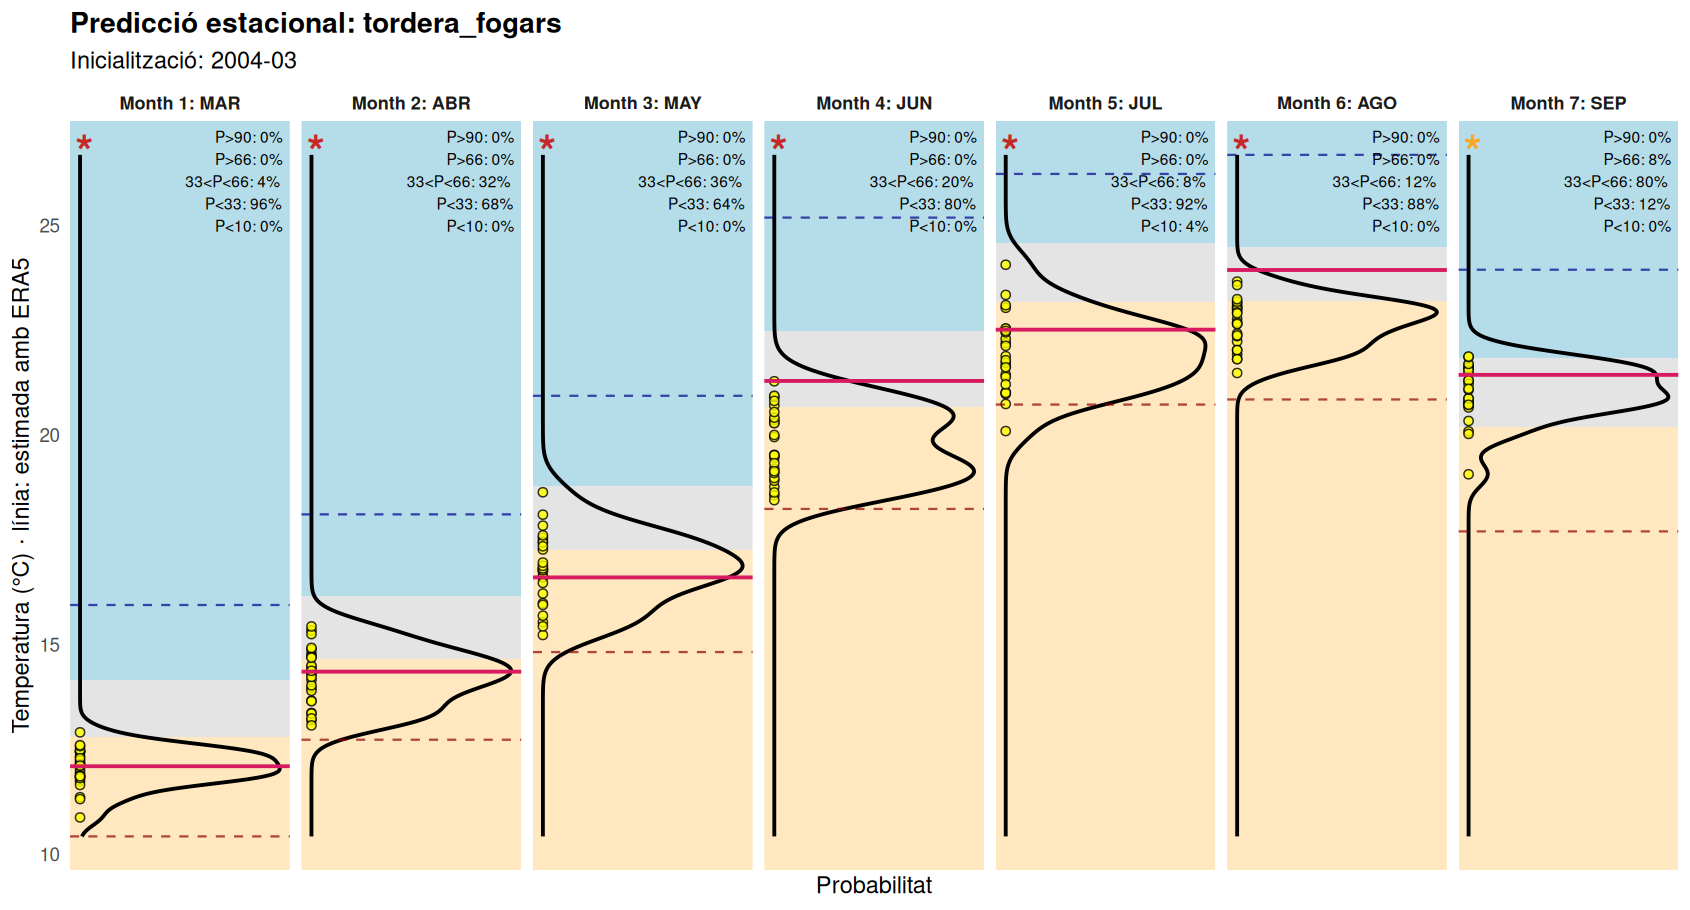 Predicció estacional: tordera_fogars
Inicialització: 2004-03
Month 1: MAR
Month 2: ABR
Month 3: MAY
Month 4: JUN
Month 5: JUL
Month 6: AGO
Month 7: SEP
*
P>90: 0%
P>66: 0%
33<P<66: 4%
P<33: 96%
P<10: 0%
*
P>90: 0%
P>66: 0%
33<P<66: 32%
P<33: 68%
P<10: 0%
*
P>90: 0%
P>66: 0%
33<P<66: 36%
P<33: 64%
P<10: 0%
*
P>90: 0%
P>66: 0%
33<P<66: 20%
P<33: 80%
P<10: 0%
*
P>90: 0%
P>66: 0%
33<P<66: 8%
P<33: 92%
P<10: 4%
*
P>90: 0%
P>66: 0%
33<P<66: 12%
P<33: 88%
P<10: 0%
*
P>90: 0%
P>66: 8%
33<P<66: 80%
P<33: 12%
P<10: 0%
25
20
15
10
Temperatura (°C) · línia: estimada amb ERA5
Probabilitat